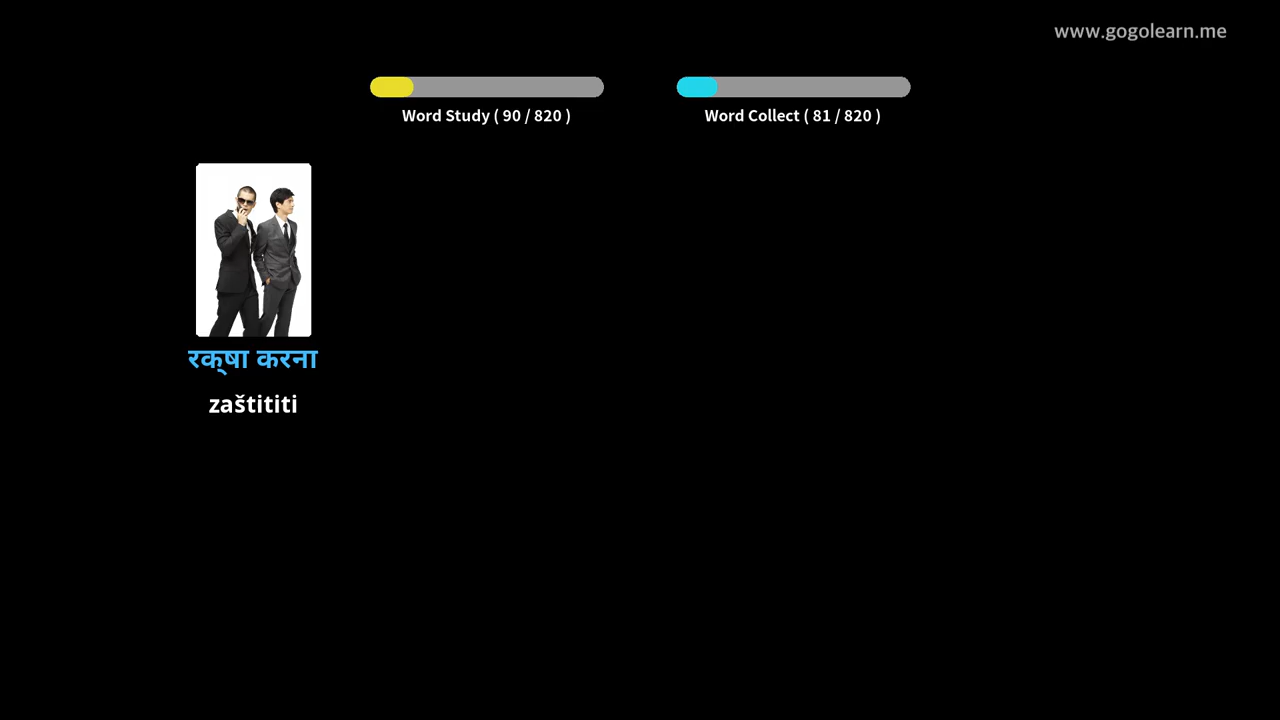 www.gogolearn.me
Word Study ( 90 / 820 )
Word Collect ( 81 / 820 )
रक्षा करना
zaštititi